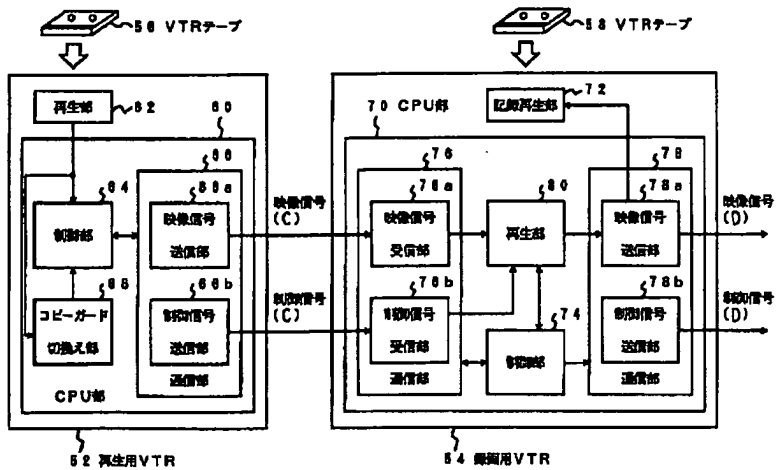 56 VTRテープ
58 VTRテープ
再生部
62
60
66
64
制御部
66a
映像信号
送信部
68
コピーガード
切換え部
66b
制御信号
送信部
通信部
CPU部
52 再生用VTR
映像信号
(C)
制御信号
(C)
70 CPU部
記録再生部
72
76
76a
映像信号
受信部
76b
制御信号
受信部
通信部
80
再生部
74
制御部
78
78a
映像信号
送信部
78b
制御信号
送信部
通信部
54 録画用VTR
映像信号
(D)
制御信号
(D)